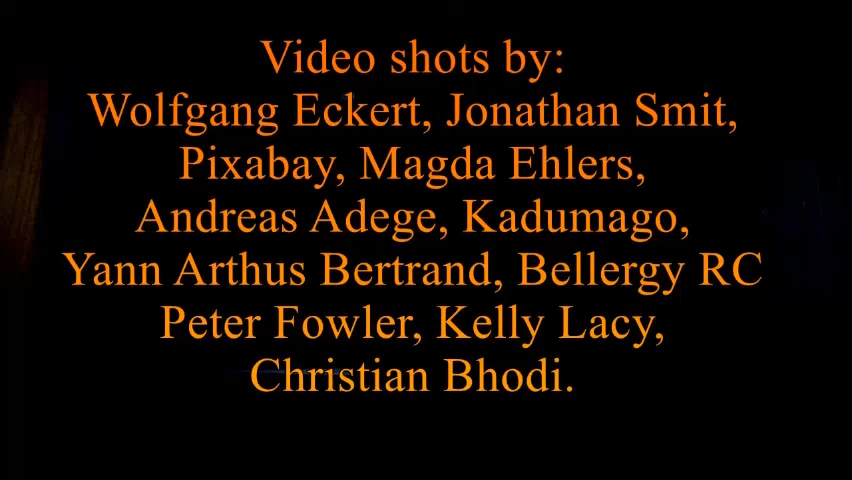 Video shots by:
Wolfgang Eckert, Jonathan Smit,
Pixabay, Magda Ehlers,
Andreas Adege, Kadumago,
Yann Arthus Bertrand, Bellergy RC
Peter Fowler, Kelly Lacy,
Christian Bhodi.